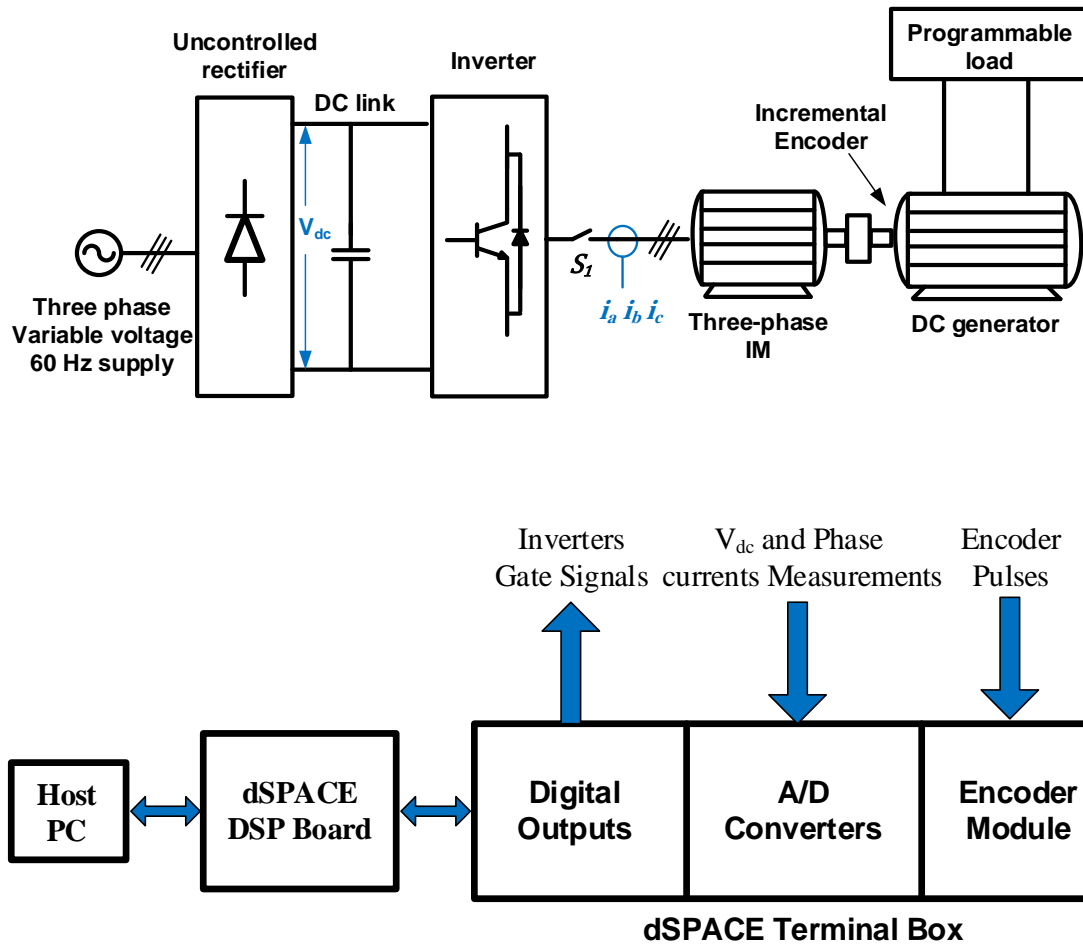 Uncontrolled
rectifier
DC link
Inverter
Programmable
load
Incremental
Encoder
Vdc
S1
ia ib ic
Three phase
Variable voltage
60 Hz supply
Three-phase
IM
DC generator
Inverters
Gate Signals
Vdc and Phase
currents Measurements
Encoder
Pulses
Host
PC
dSPACE
DSP Board
Digital
Outputs
A/D
Converters
Encoder
Module
dSPACE Terminal Box